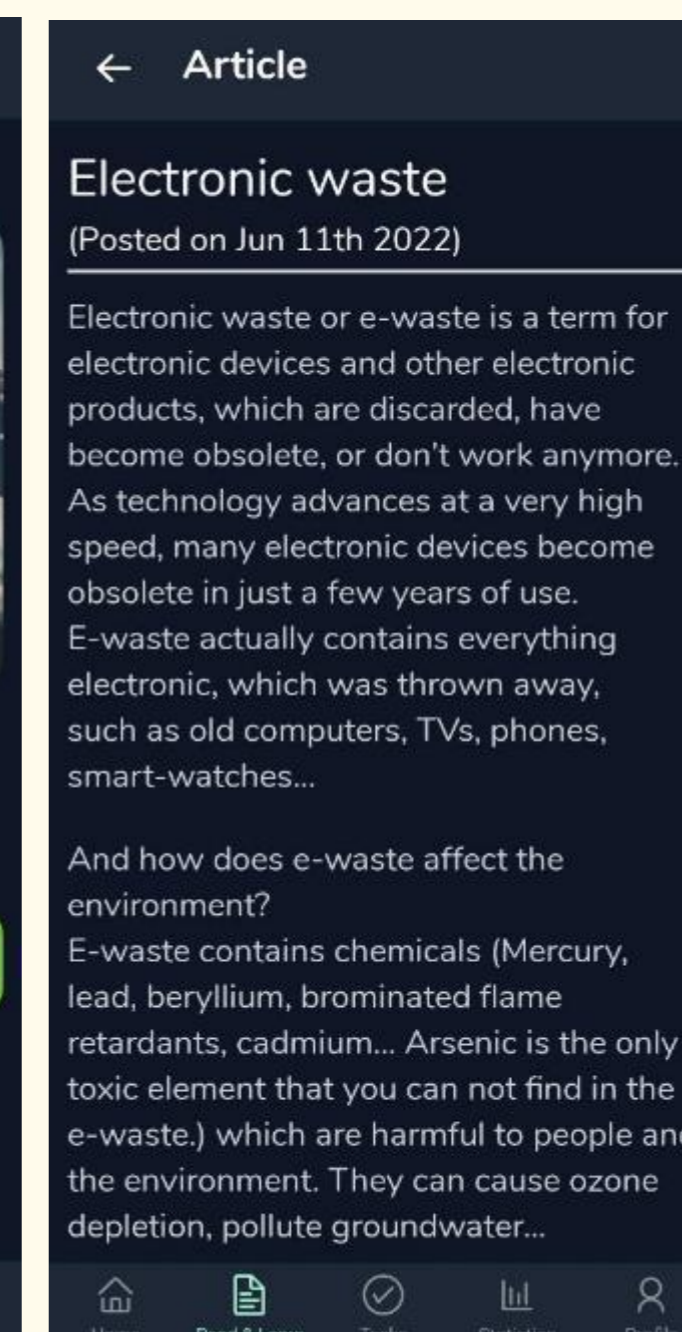 Article
Electronic waste
(Posted on Jun 11th 2022)
Electronic waste or e-waste is a term for
electronic devices and other electronic
products, which are discarded, have
become obsolete, or don't work anymore.
As technology advances at a very high
speed, many electronic devices become
obsolete in just a few years of use.
E-waste actually contains everything
electronic, which was thrown away,
such as old computers, TVs, phones,
smart-watches...
And how does e-waste affect the
environment?
E-waste contains chemicals (Mercury,
lead, beryllium, brominated flame
retardants, cadmium... Arsenic is the only
toxic element that you can not find in the
e-waste.) which are harmful to people and
the environment. They can cause ozone
depletion, pollute groundwater...